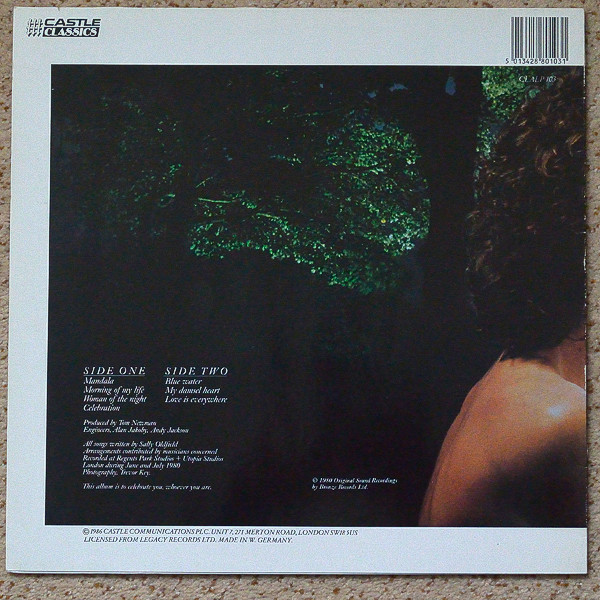 CASTLE
CLASSICS
5 013428 801031
CLALP 103
SIDE ONE
Mandala
Morning of my life
Woman of the night
Celebration
SIDE TWO
Blue water
My damsel heart
Love is everywhere
Produced by Tom Newman
Engineers, Alan Jakoby, Andy Jackson
All songs written by Sally Oldfield
Arrangements contributed by musicians concerned
Recorded at Regents Park Studios + Utopia Studios
London during June and July 1980
Photography, Trevor Key.
This album is to celebrate you, whoever you are.
℗ 1980 Original Sound Recordings
by Bronze Records Ltd.
© 1986 CASTLE COMMUNICATIONS PLC. UNIT 7, 271 MERTON ROAD, LONDON SW18 5JS
LICENSED FROM LEGACY RECORDS LTD. MADE IN W. GERMANY.